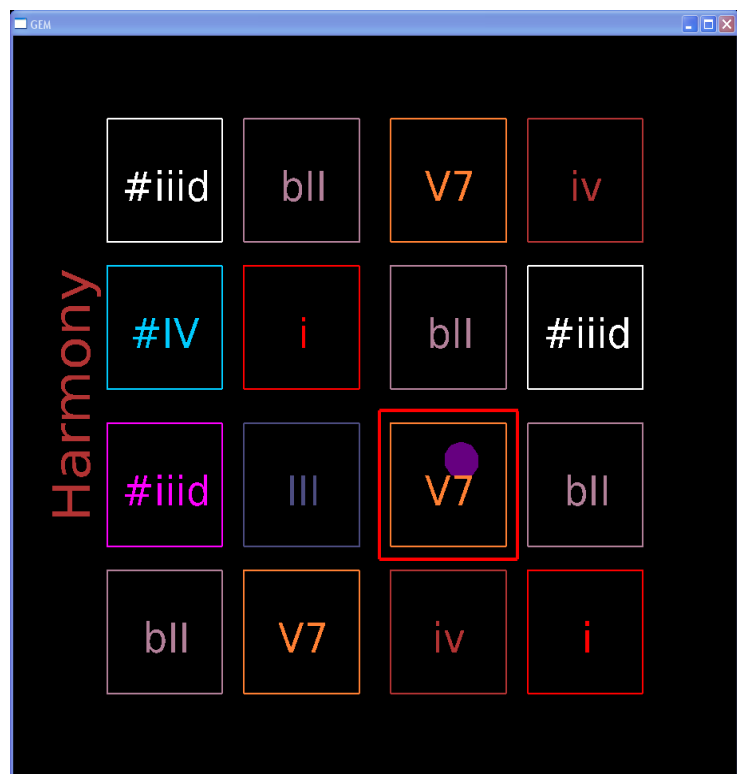 GEM
Harmony
#iiid bII V7 iv
#IV i bII #iiid
#iiid III V7 bII
bII V7 iv i